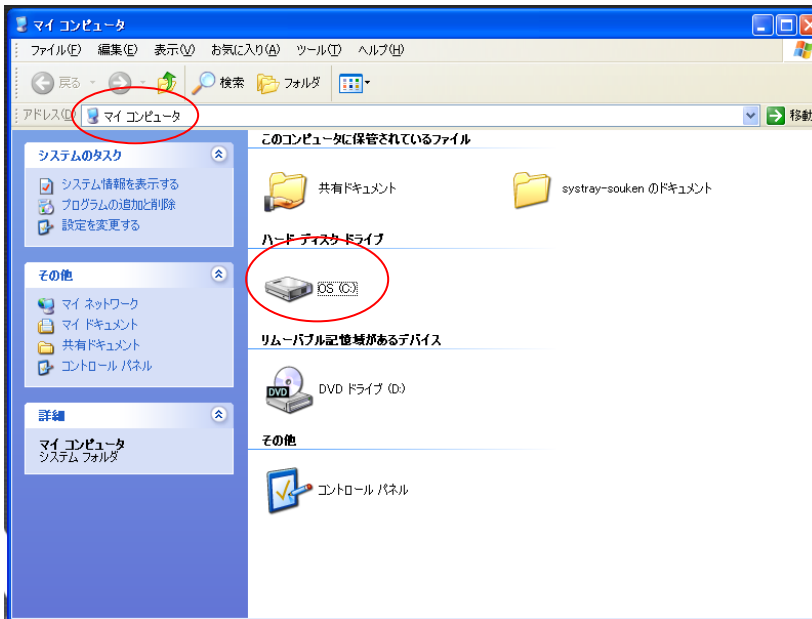 マイ コンピュータ
ファイル(F) 編集(E) 表示(V) お気に入り(A) ツール(T) ヘルプ(H)
戻る 検索 フォルダ
アドレス(D) マイ コンピュータ 移動
システムのタスク
システム情報を表示する
プログラムの追加と削除
設定を変更する
その他
マイ ネットワーク
マイ ドキュメント
共有ドキュメント
コントロール パネル
詳細
マイ コンピュータ
システム フォルダ
このコンピュータに保管されているファイル
共有ドキュメント systray-souken のドキュメント
ハード ディスク ドライブ
OS (C:)
リムーバブル記憶域があるデバイス
DVD DVD ドライブ (D:)
その他
コントロール パネル